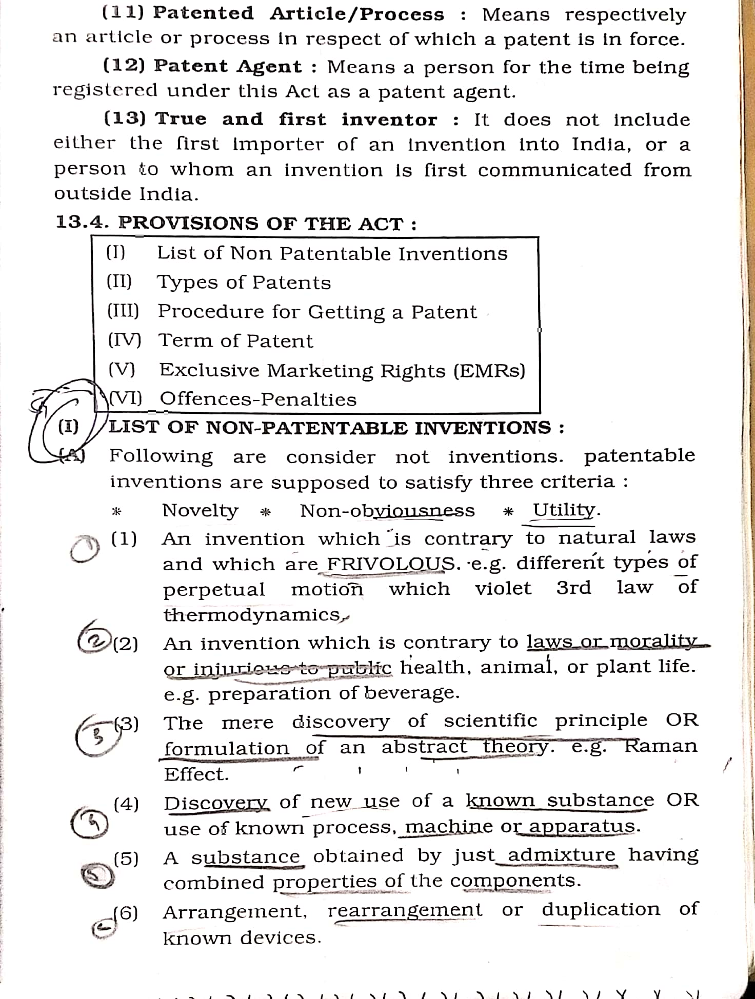 (11) Patented Article/Process : Means respectively
an article or process in respect of which a patent is in force.
(12) Patent Agent : Means a person for the time being
registered under this Act as a patent agent.
(13) True and first inventor : It does not include
either the first importer of an invention into India, or a
person to whom an invention is first communicated from
outside India.
13.4. PROVISIONS OF THE ACT :
(I) List of Non Patentable Inventions
(II) Types of Patents
(III) Procedure for Getting a Patent
(IV) Term of Patent
(V) Exclusive Marketing Rights (EMRs)
(VI) Offences-Penalties
(I) LIST OF NON-PATENTABLE INVENTIONS :
(A) Following are consider not inventions. patentable
inventions are supposed to satisfy three criteria :
* Novelty * Non-obviousness * Utility.
(1) An invention which is contrary to natural laws
and which are FRIVOLOUS. e.g. different types of
perpetual motion which violet 3rd law of
thermodynamics,
2 (2) An invention which is contrary to laws or morality
or injurious to public health, animal, or plant life.
e.g. preparation of beverage.
3 (3) The mere discovery of scientific principle OR
formulation of an abstract theory. e.g. Raman
Effect.
(4) Discovery of new use of a known substance OR
use of known process, machine or apparatus.
5 (5) A substance obtained by just admixture having
combined properties of the components.
(6) Arrangement, rearrangement or duplication of
known devices.